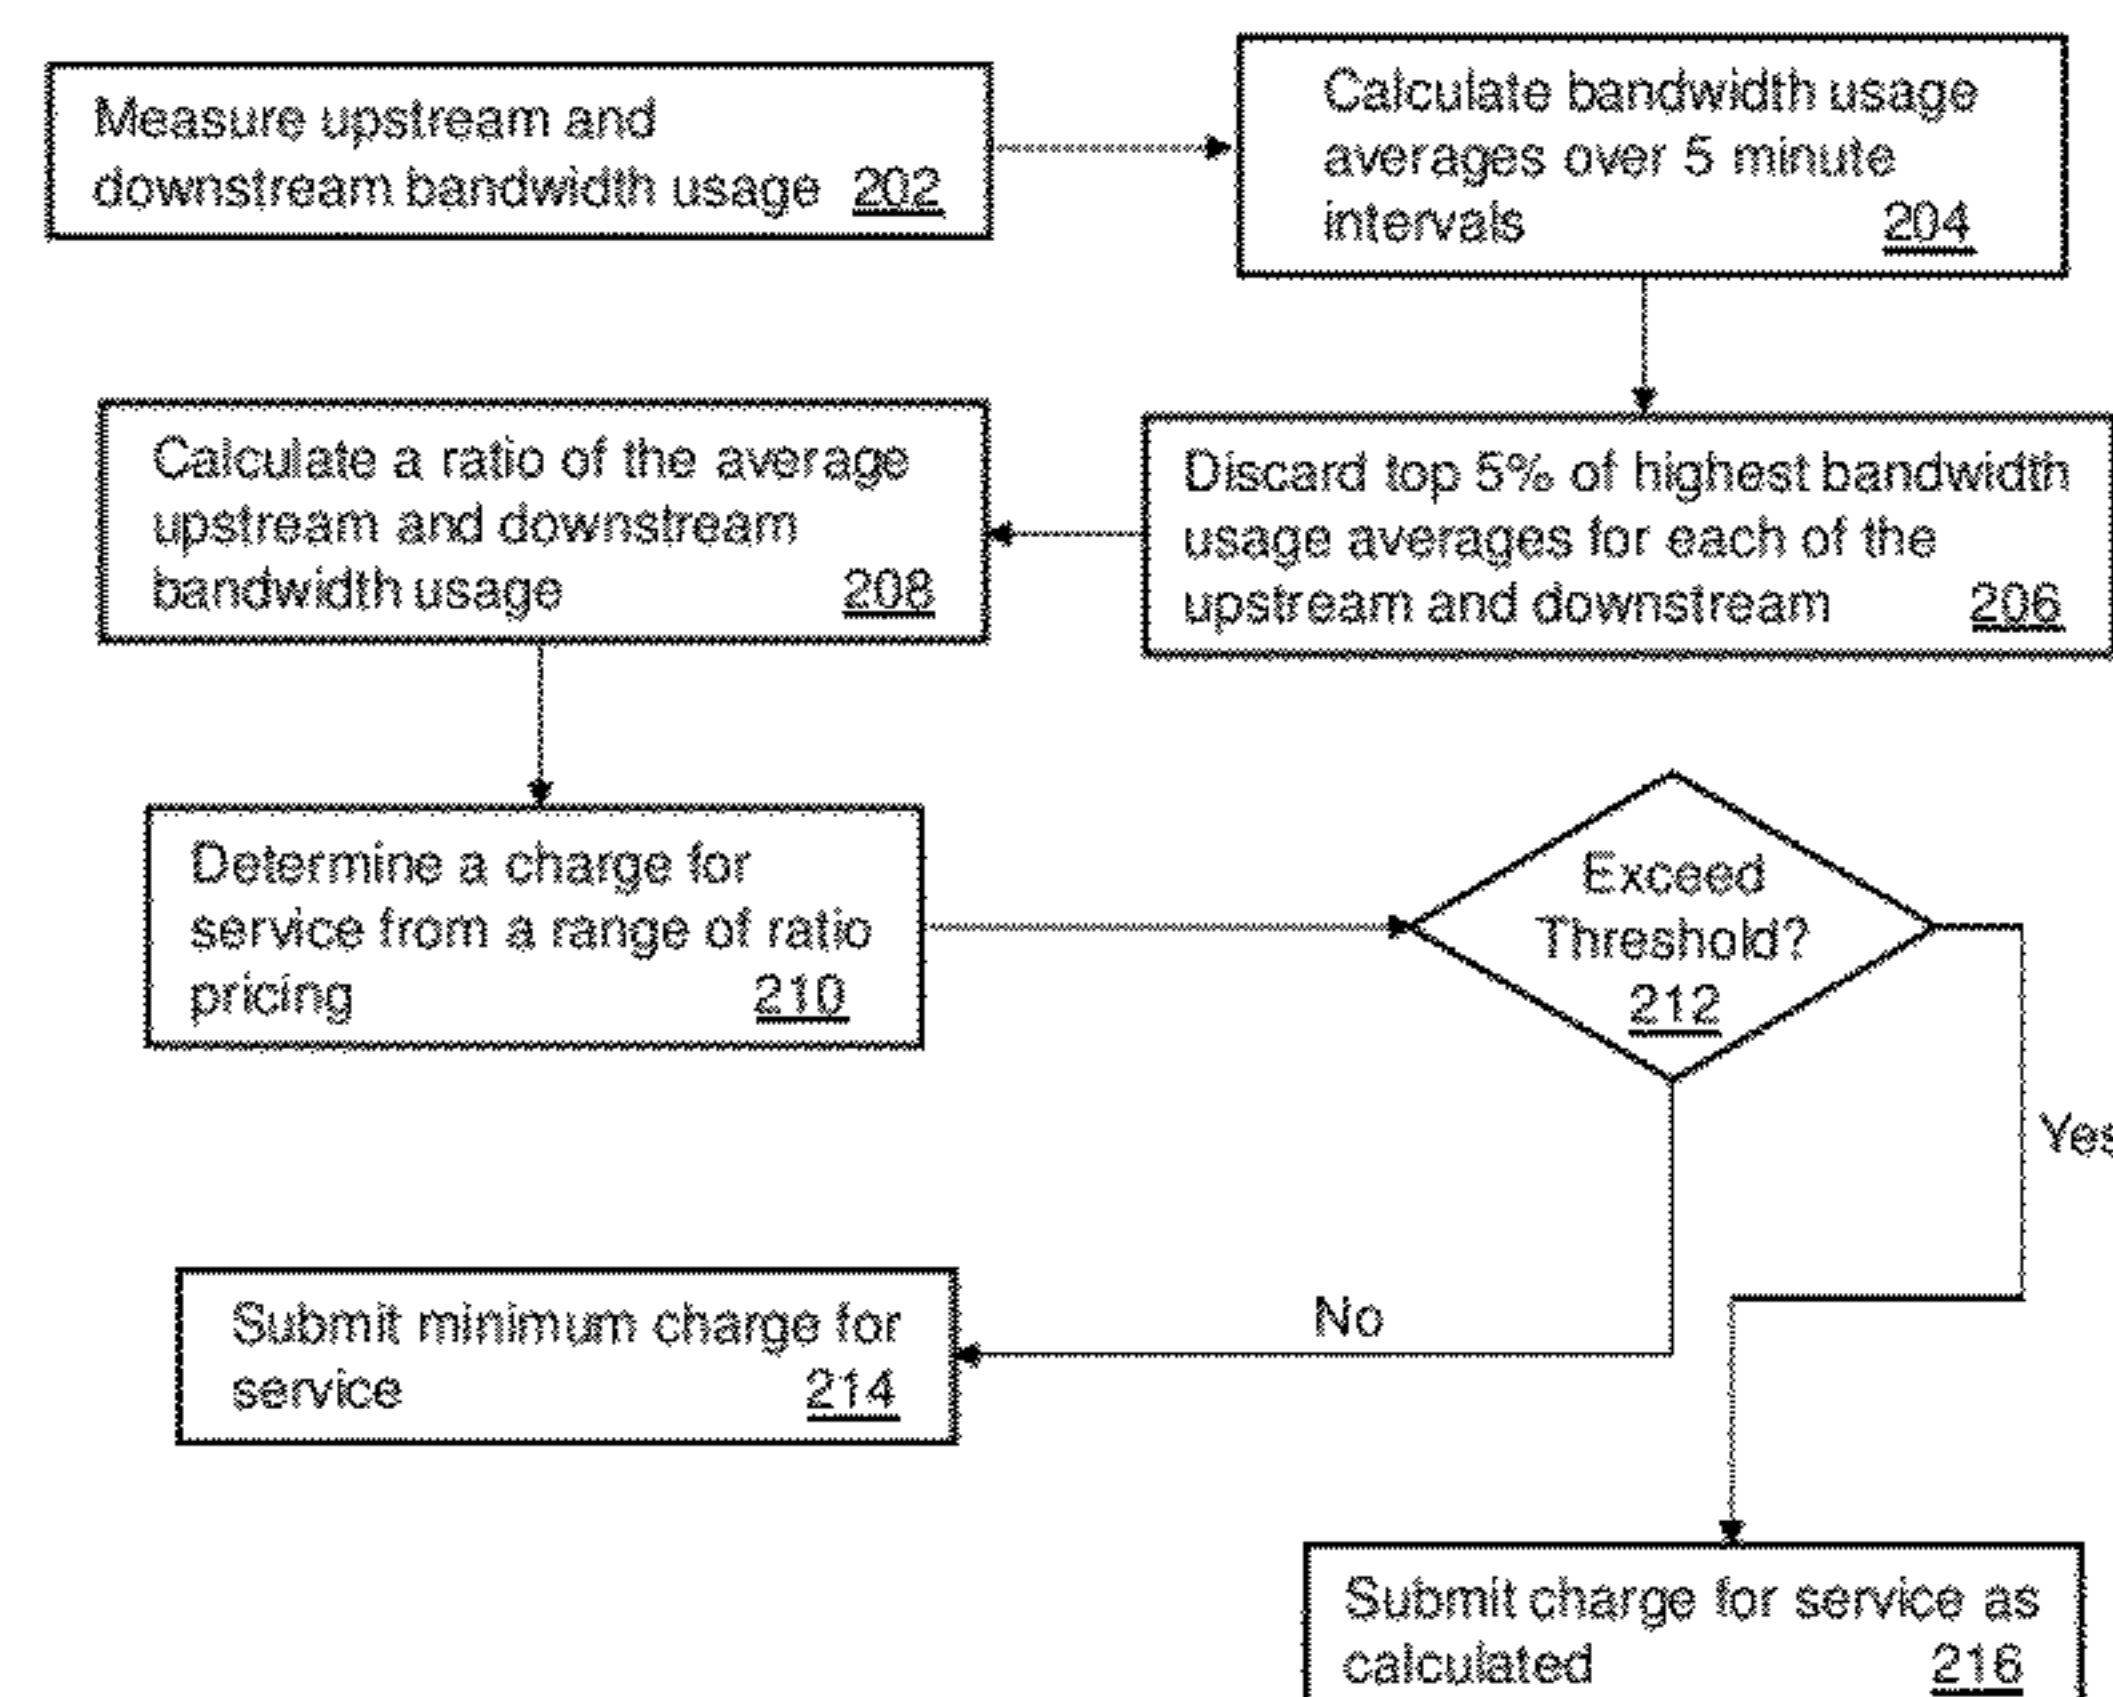 Measure upstream and
downstream bandwidth usage 202
Calculate bandwidth usage
averages over 5 minute
intervals 204
Discard top 5% of highest bandwidth
usage averages for each of the
upstream and downstream 206
Calculate a ratio of the average
upstream and downstream
bandwidth usage 208
Determine a charge for
service from a range of ratio
pricing 210
Exceed
Threshold?
212
Yes
No
Submit minimum charge for
service 214
Submit charge for service as
calculated 216